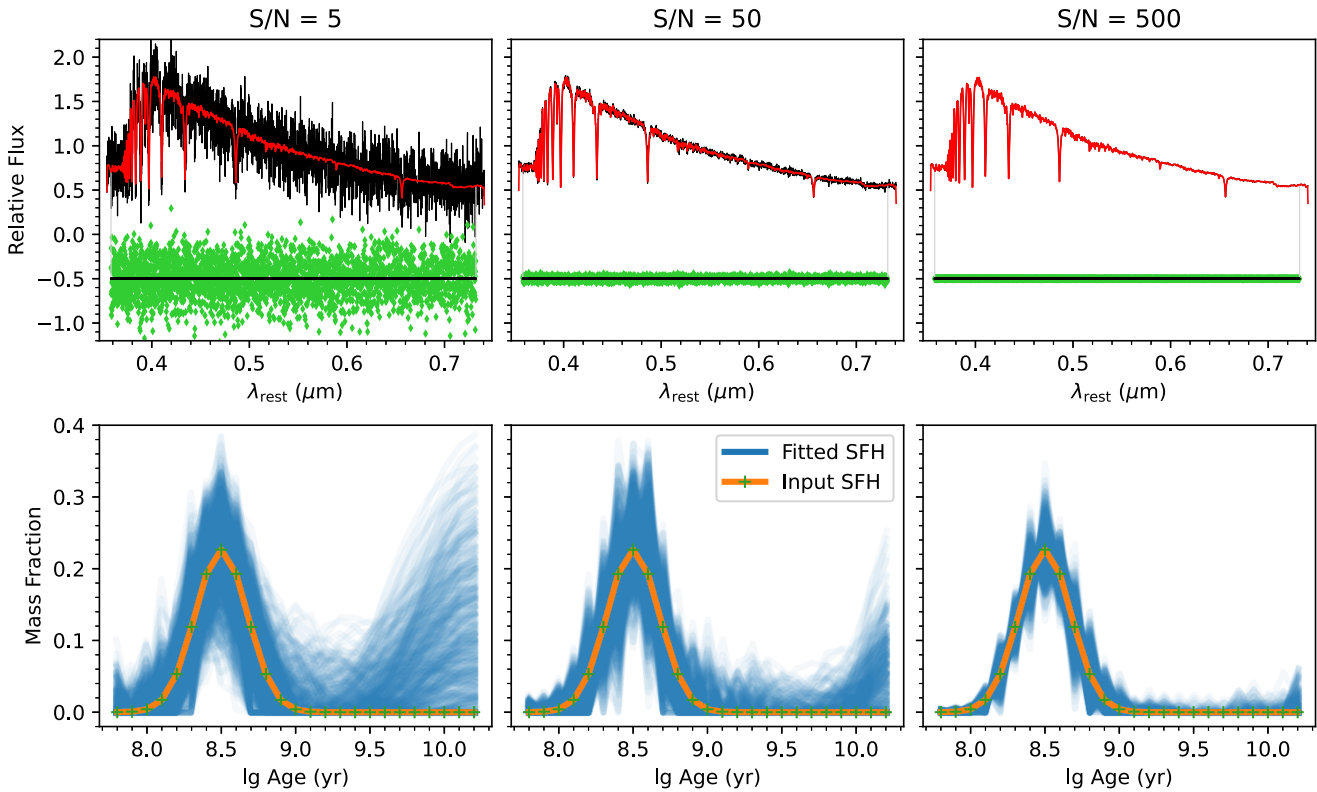 S/N = 5
S/N = 50
S/N = 500
2.0
1.5
1.0
0.5
0.0
−0.5
−1.0
Relative Flux
0.4 0.5 0.6 0.7
0.4 0.5 0.6 0.7
0.4 0.5 0.6 0.7
λrest (μm)
λrest (μm)
λrest (μm)
0.4
0.3
0.2
0.1
0.0
Mass Fraction
Fitted SFH
Input SFH
8.0 8.5 9.0 9.5 10.0
8.0 8.5 9.0 9.5 10.0
8.0 8.5 9.0 9.5 10.0
lg Age (yr)
lg Age (yr)
lg Age (yr)